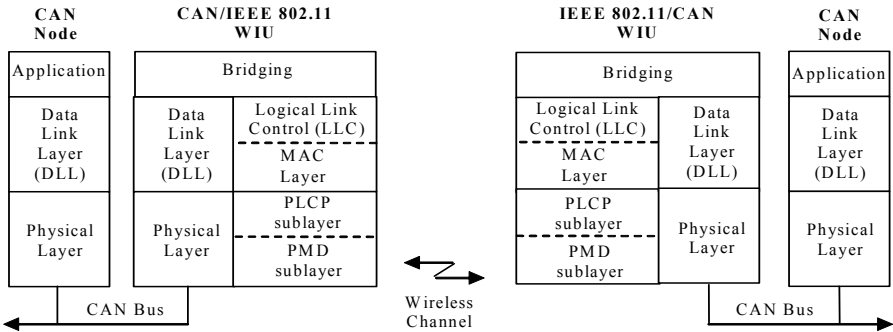 CAN
Node
CAN/IEEE 802.11
WIU
IEEE 802.11/CAN
WIU
CAN
Node
Application
Data
Link
Layer
(DLL)
Physical
Layer
Bridging
Data
Link
Layer
(DLL)
Physical
Layer
Logical Link
Control (LLC)
MAC
Layer
PLCP
sublayer
PMD
sublayer
CAN Bus
Wireless
Channel
Bridging
Logical Link
Control (LLC)
MAC
Layer
PLCP
sublayer
PMD
sublayer
Data
Link
Layer
(DLL)
Physical
Layer
Application
Data
Link
Layer
(DLL)
Physical
Layer
CAN Bus